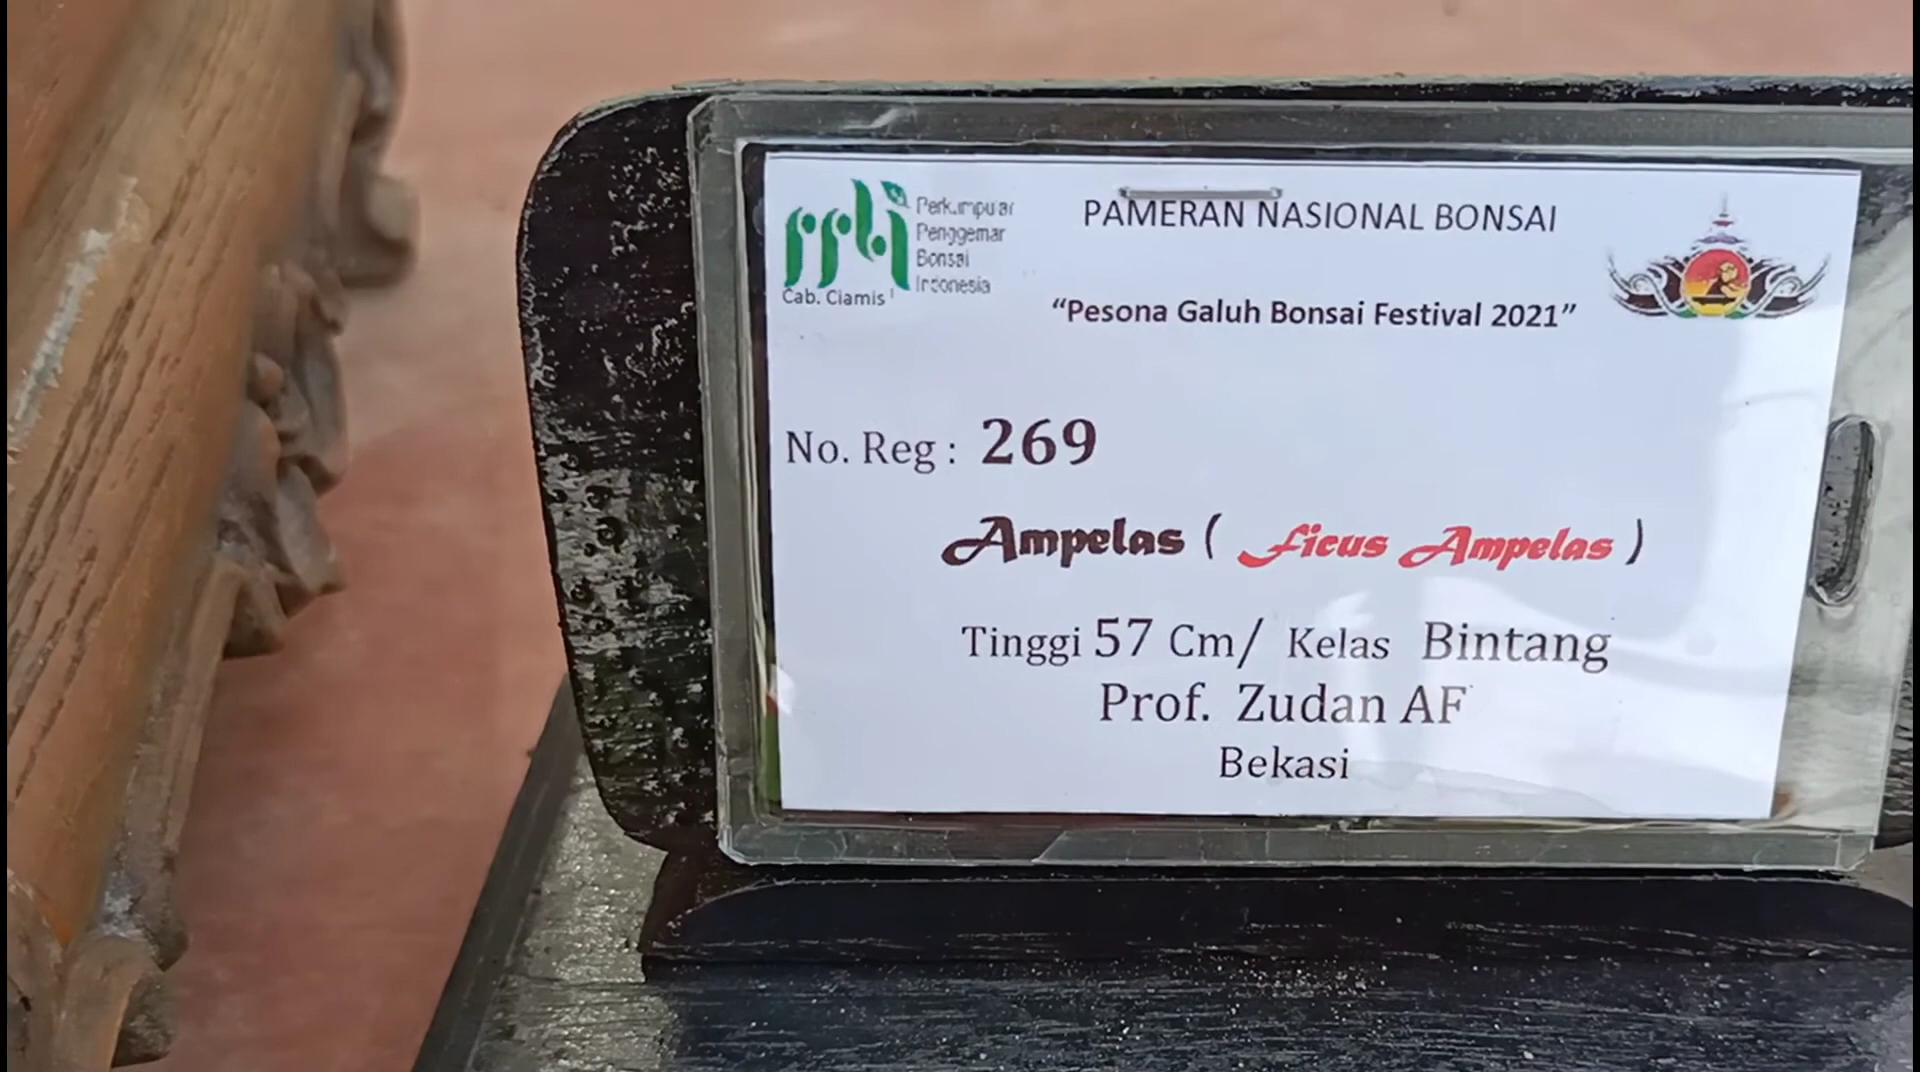 Perkumpulan
Penggemar
Bonsai
Indonesia
ppbi
Cab. Ciamis
PAMERAN NASIONAL BONSAI
“Pesona Galuh Bonsai Festival 2021”
No. Reg : 269
Ampelas ( ficus Ampelas )
Tinggi 57 Cm/ Kelas Bintang
Prof. Zudan AF
Bekasi